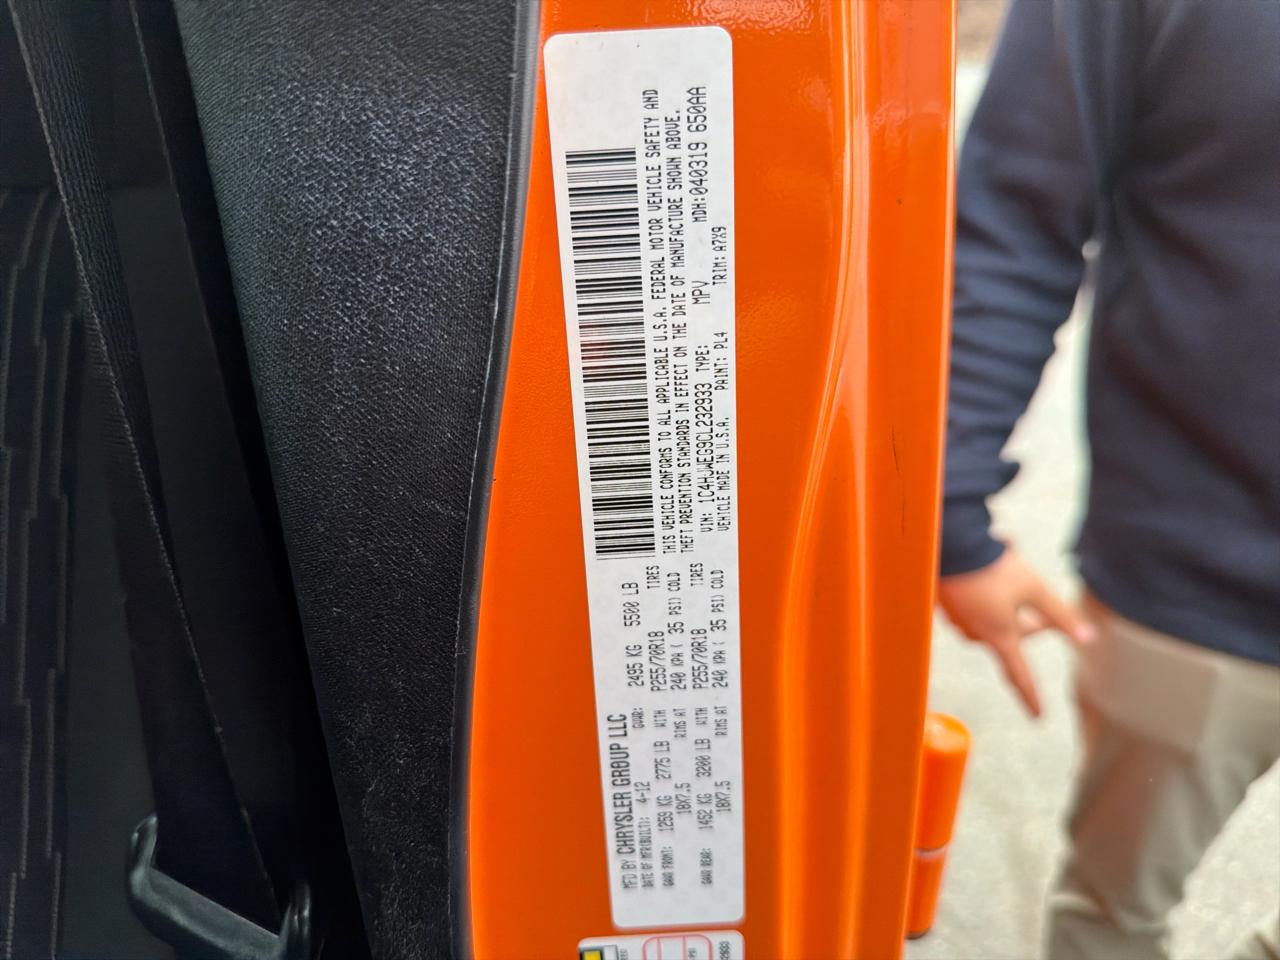 MFD BY CHRYSLER GROUP LLC
DATE OF MFR(BUILT): 4-12 GVWR: 2495 KG 5500 LB
GAWR FRONT: 1259 KG 2775 LB WITH P255/70R18 TIRES
18X7.5 RIMS AT 240 KPA ( 35 PSI) COLD
GAWR REAR: 1452 KG 3200 LB WITH P255/70R18 TIRES
18X7.5 RIMS AT 240 KPA ( 35 PSI) COLD
THIS VEHICLE CONFORMS TO ALL APPLICABLE U.S.A. FEDERAL MOTOR VEHICLE SAFETY AND
THEFT PREVENTION STANDARDS IN EFFECT ON THE DATE OF MANUFACTURE SHOWN ABOVE.
VIN: 1C4HJWEG9CL232933 TYPE: MPV MDH:040319 650AA
VEHICLE MADE IN U.S.A. PAINT: PL4 TRIM: A7X9